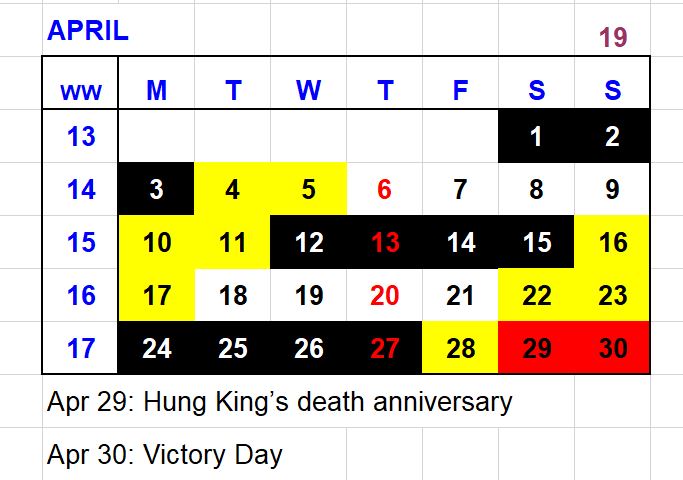 APRIL 19
ww M T W T F S S
13 1 2
14 3 4 5 6 7 8 9
15 10 11 12 13 14 15 16
16 17 18 19 20 21 22 23
17 24 25 26 27 28 29 30
Apr 29: Hung King’s death anniversary
Apr 30: Victory Day